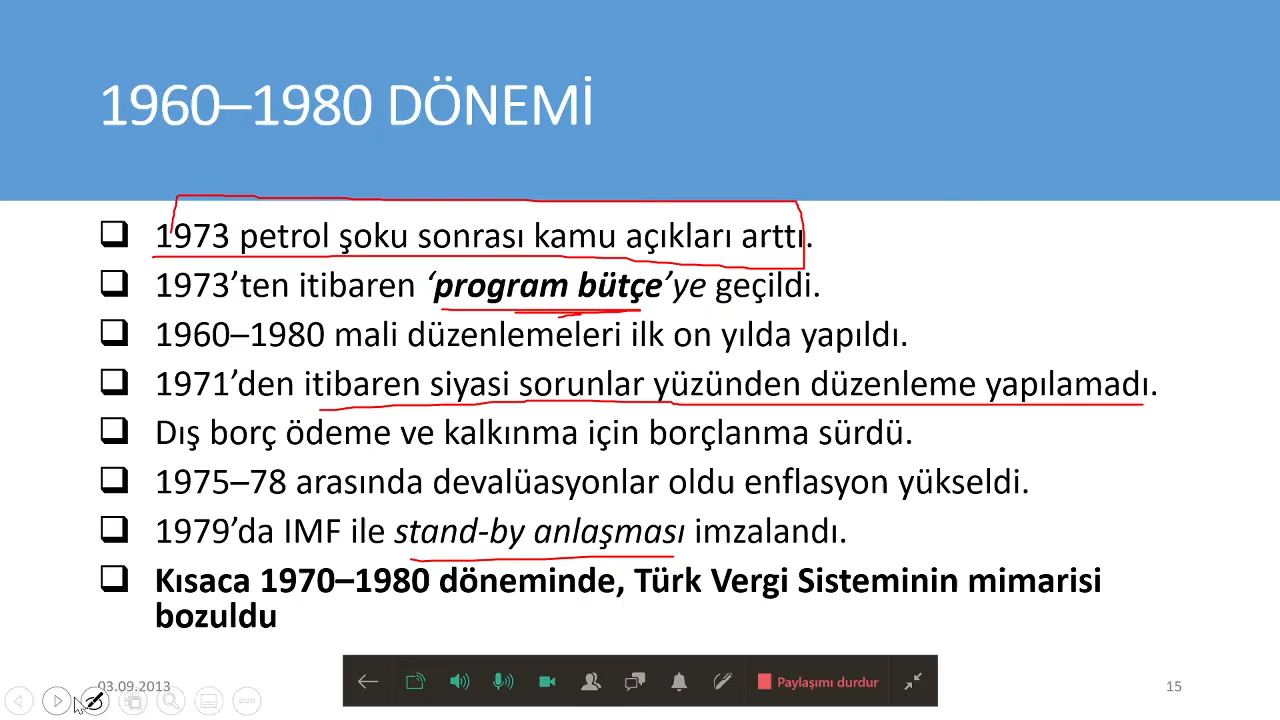 1960–1980 DÖNEMİ
❑ 1973 petrol şoku sonrası kamu açıkları arttı.
❑ 1973’ten itibaren ‘program bütçe’ye geçildi.
❑ 1960–1980 mali düzenlemeleri ilk on yılda yapıldı.
❑ 1971’den itibaren siyasi sorunlar yüzünden düzenleme yapılamadı.
❑ Dış borç ödeme ve kalkınma için borçlanma sürdü.
❑ 1975–78 arasında devalüasyonlar oldu enflasyon yükseldi.
❑ 1979’da IMF ile stand-by anlaşması imzalandı.
❑ Kısaca 1970–1980 döneminde, Türk Vergi Sisteminin mimarisi
bozuldu
Paylaşımı durdur
03.09.2013
15